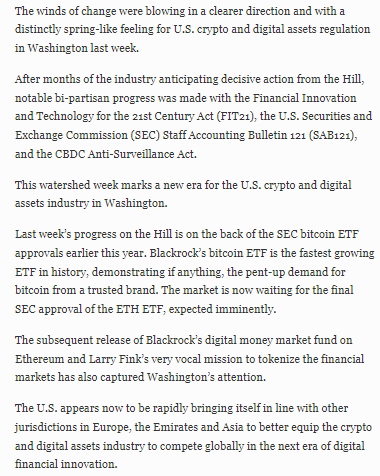 The winds of change were blowing in a clearer direction and with a
distinctly spring-like feeling for U.S. crypto and digital assets regulation
in Washington last week.
After months of the industry anticipating decisive action from the Hill,
notable bi-partisan progress was made with the Financial Innovation
and Technology for the 21st Century Act (FIT21), the U.S. Securities and
Exchange Commission (SEC) Staff Accounting Bulletin 121 (SAB121),
and the CBDC Anti-Surveillance Act.
This watershed week marks a new era for the U.S. crypto and digital
assets industry in Washington.
Last week’s progress on the Hill is on the back of the SEC bitcoin ETF
approvals earlier this year. Blackrock’s bitcoin ETF is the fastest growing
ETF in history, demonstrating if anything, the pent-up demand for
bitcoin from a trusted brand. The market is now waiting for the final
SEC approval of the ETH ETF, expected imminently.
The subsequent release of Blackrock’s digital money market fund on
Ethereum and Larry Fink’s very vocal mission to tokenize the financial
markets has also captured Washington’s attention.
The U.S. appears now to be rapidly bringing itself in line with other
jurisdictions in Europe, the Emirates and Asia to better equip the crypto
and digital assets industry to compete globally in the next era of digital
financial innovation.